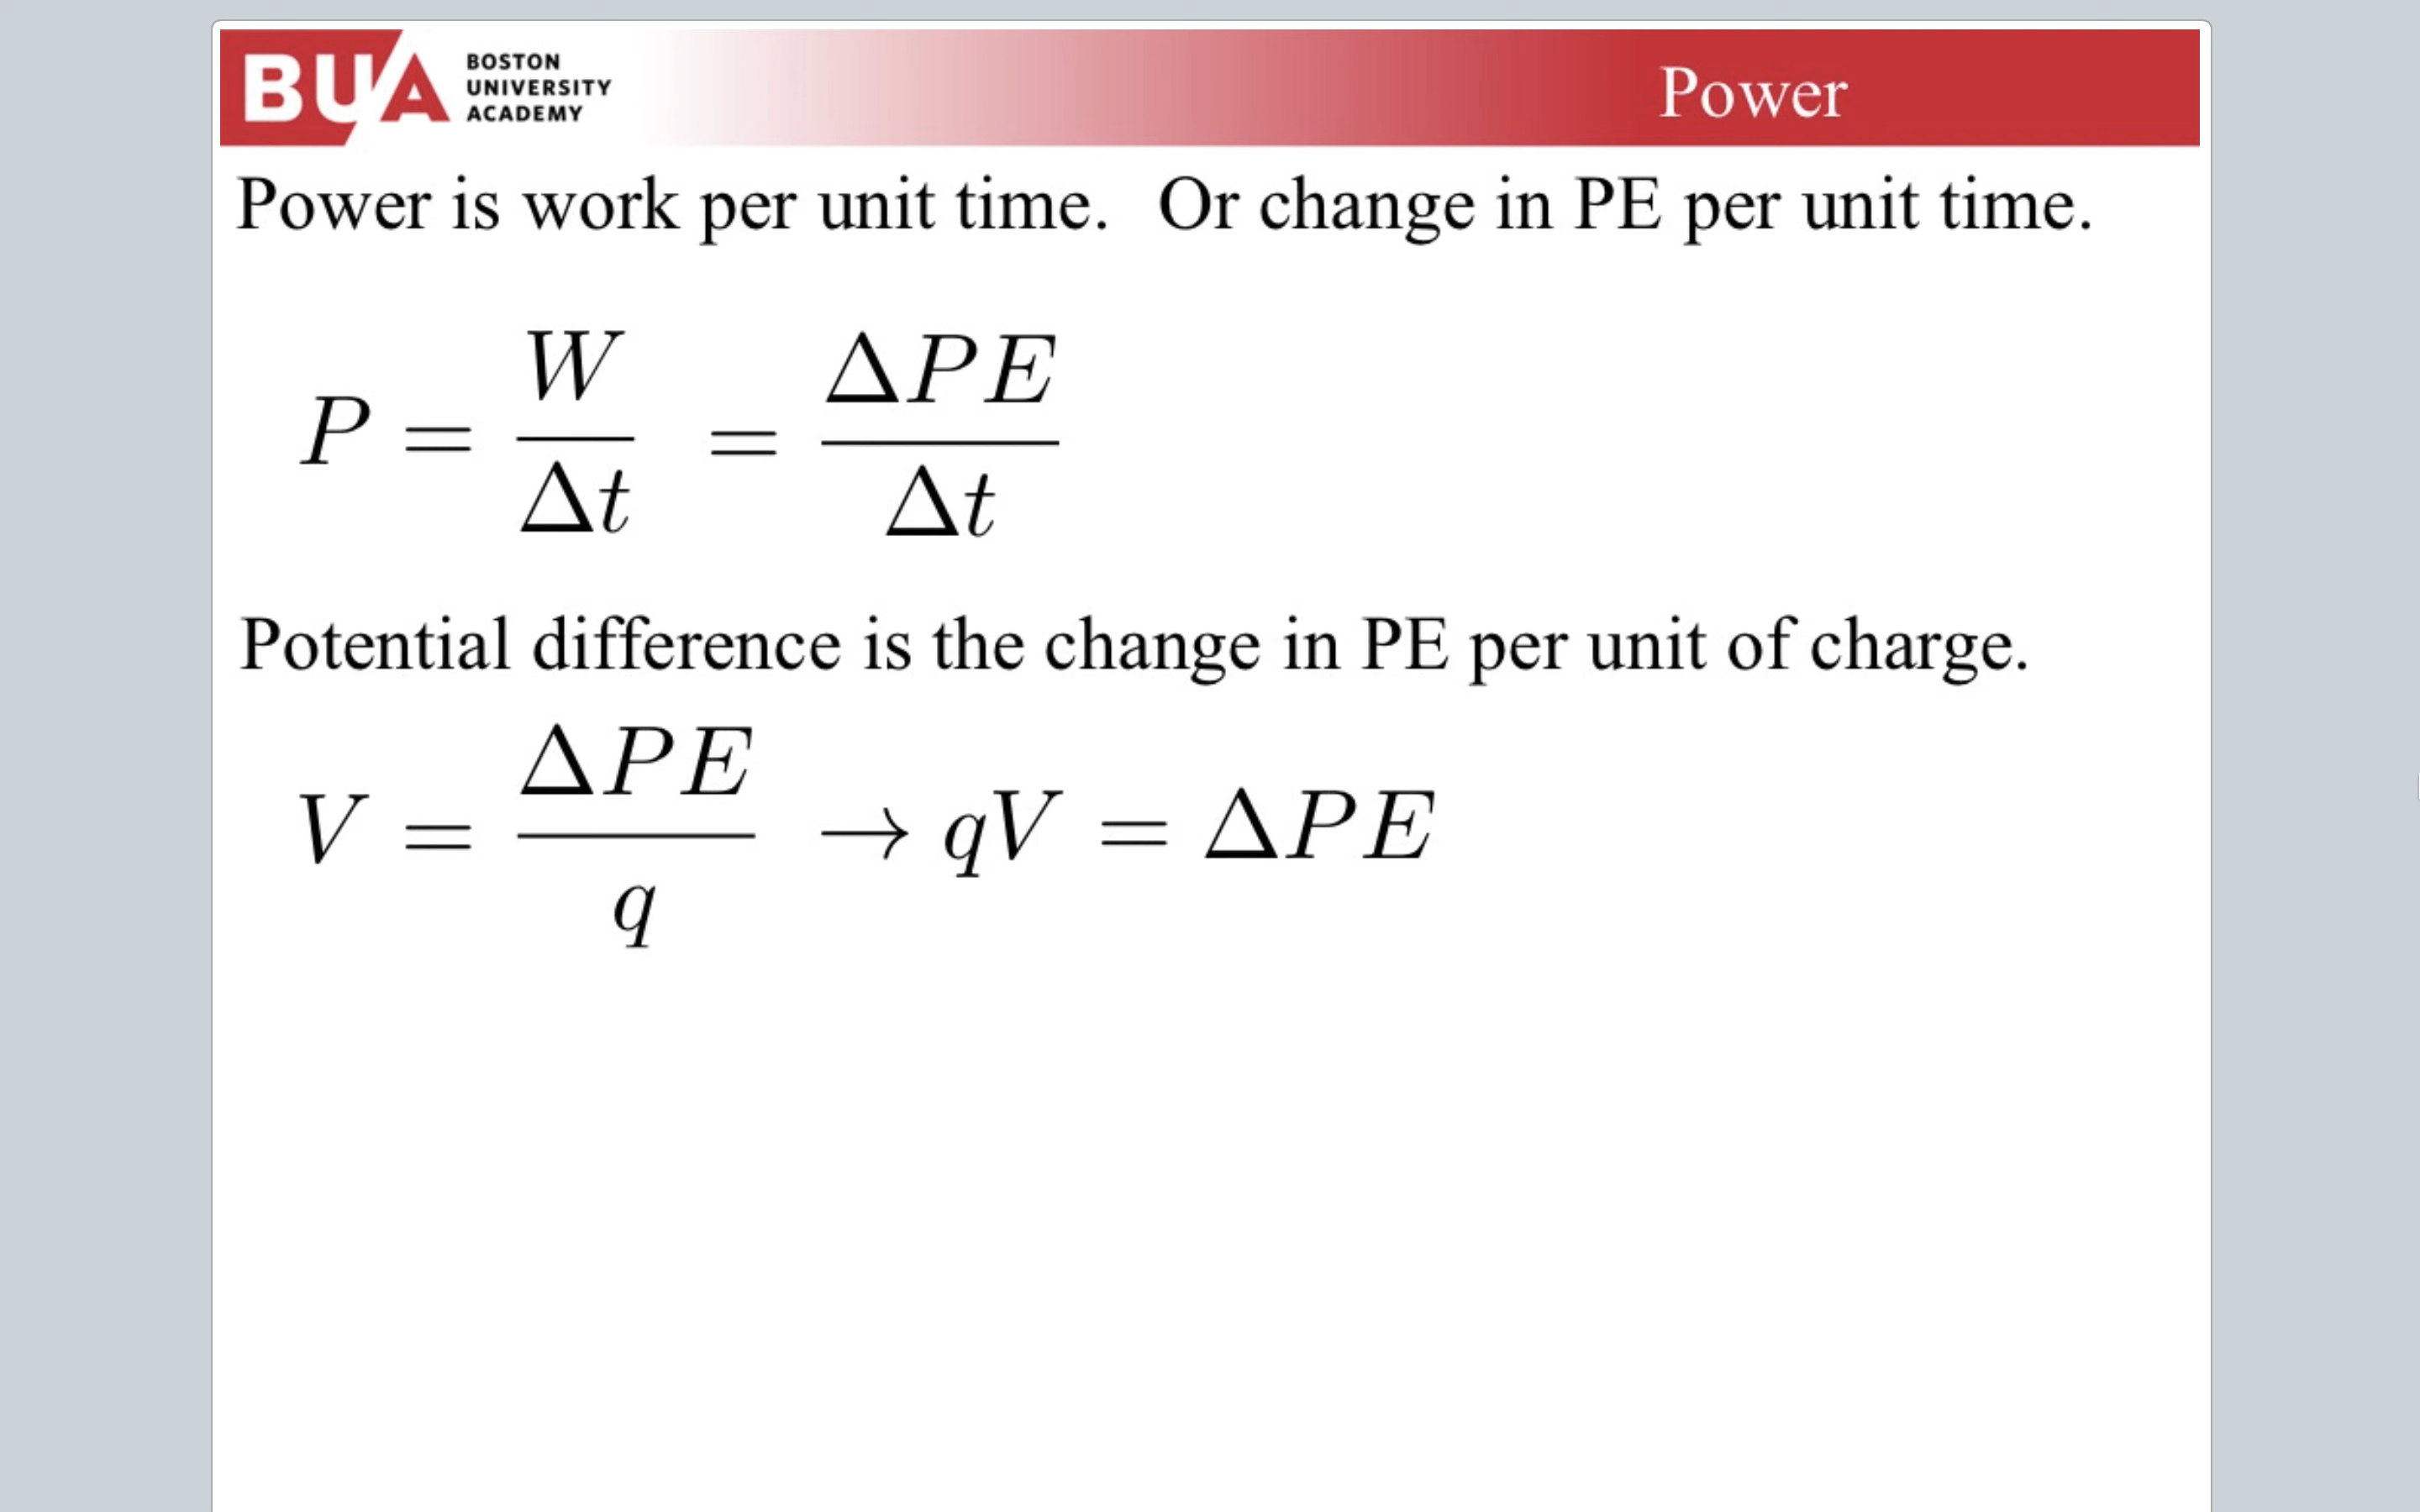 BUA
BOSTON
UNIVERSITY
ACADEMY
Power
Power is work per unit time. Or change in PE per unit time.
P = W/Δt = ΔPE/Δt
Potential difference is the change in PE per unit of charge.
V = ΔPE/q → qV = ΔPE